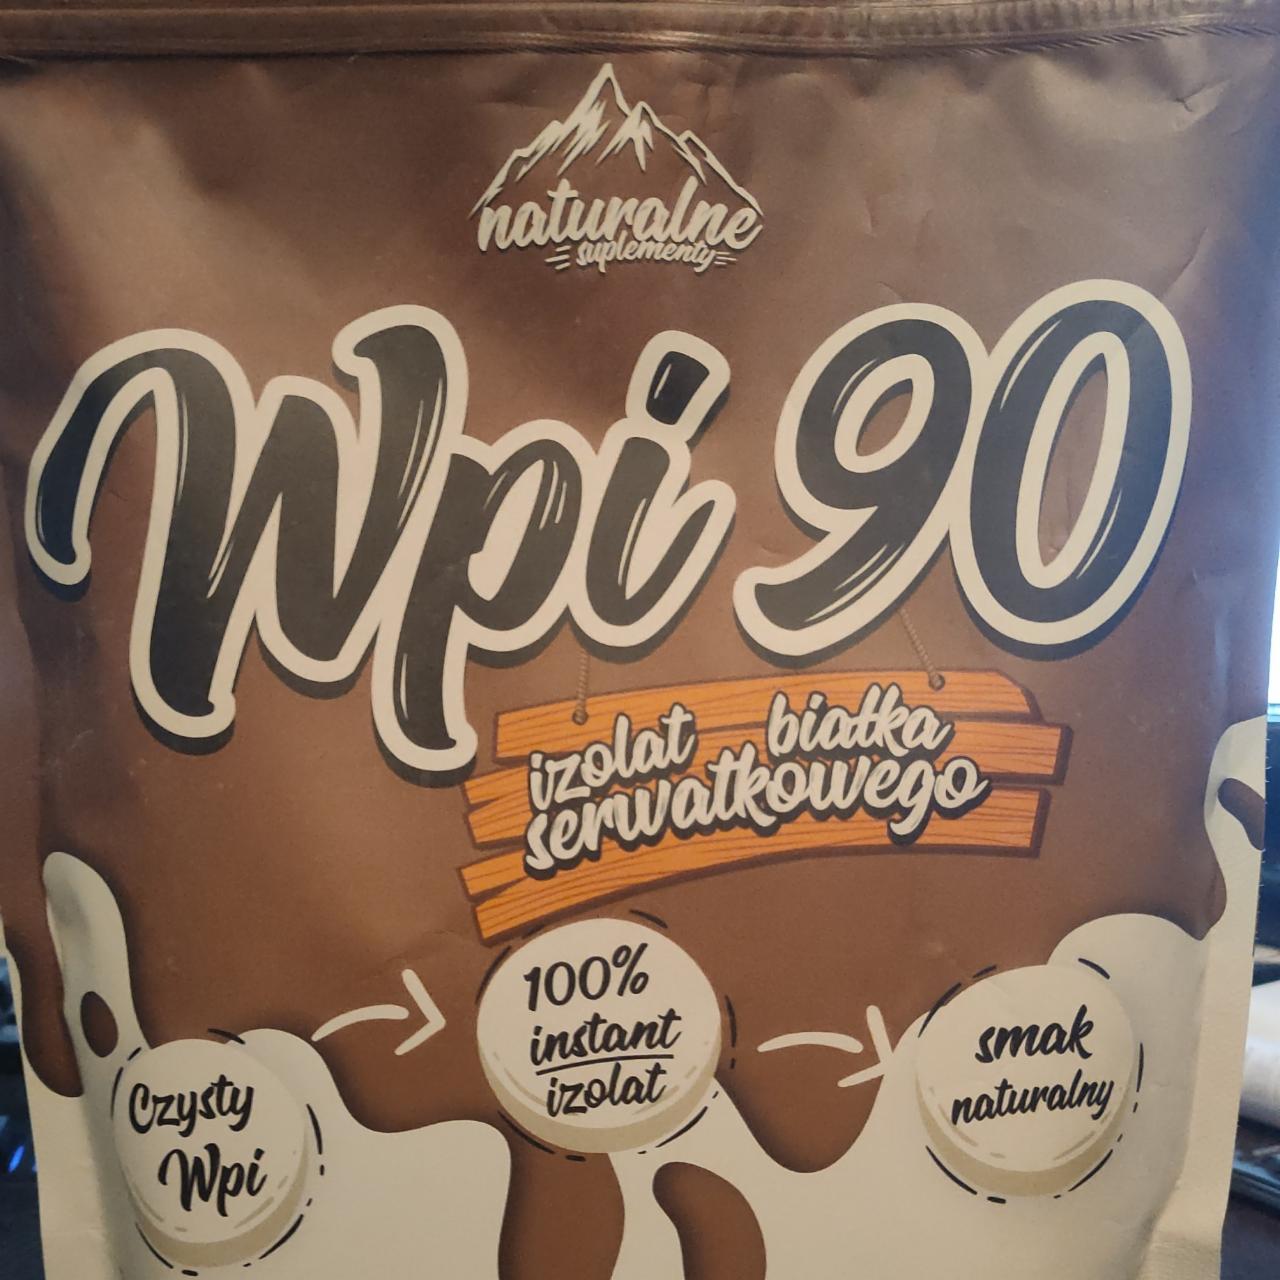 naturalne
suplementy
Wpi 90
izolat białka
serwatkowego
Czysty
Wpi
100%
instant
izolat
smak
naturalny